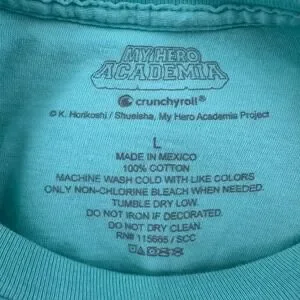 MY HERO
ACADEMIA
crunchyroll®
© K. Horikoshi / Shueisha, My Hero Academia Project
L
MADE IN MEXICO
100% COTTON
MACHINE WASH COLD WITH LIKE COLORS
ONLY NON-CHLORINE BLEACH WHEN NEEDED.
TUMBLE DRY LOW.
DO NOT IRON IF DECORATED.
DO NOT DRY CLEAN.
RN# 115685 / SCC